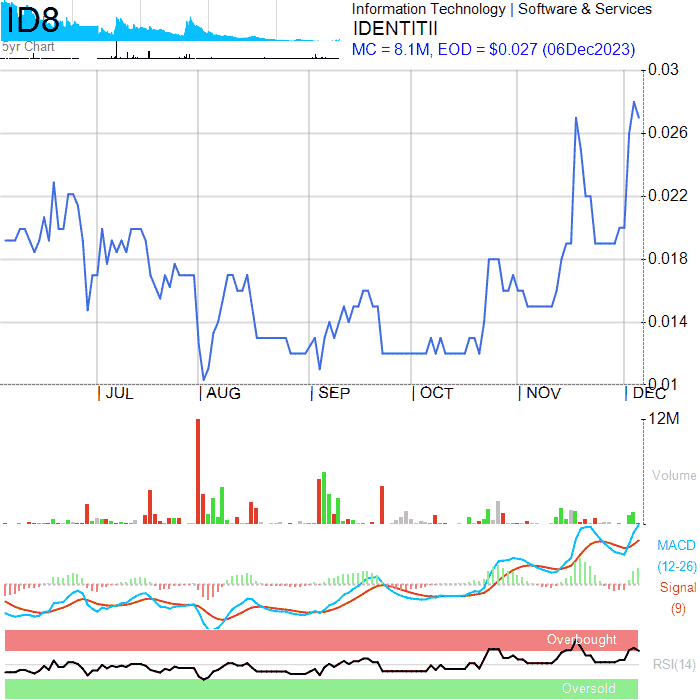 ID8
5yr Chart
Information Technology | Software & Services
IDENTITII
MC = 8.1M, EOD = $0.027 (06Dec2023)
0.03
0.026
0.022
0.018
0.014
0.01
| JUL | AUG | SEP | OCT | NOV | DEC
12M
Volume
MACD
(12-26)
Signal
(9)
Overbought
RSI(14)
Oversold